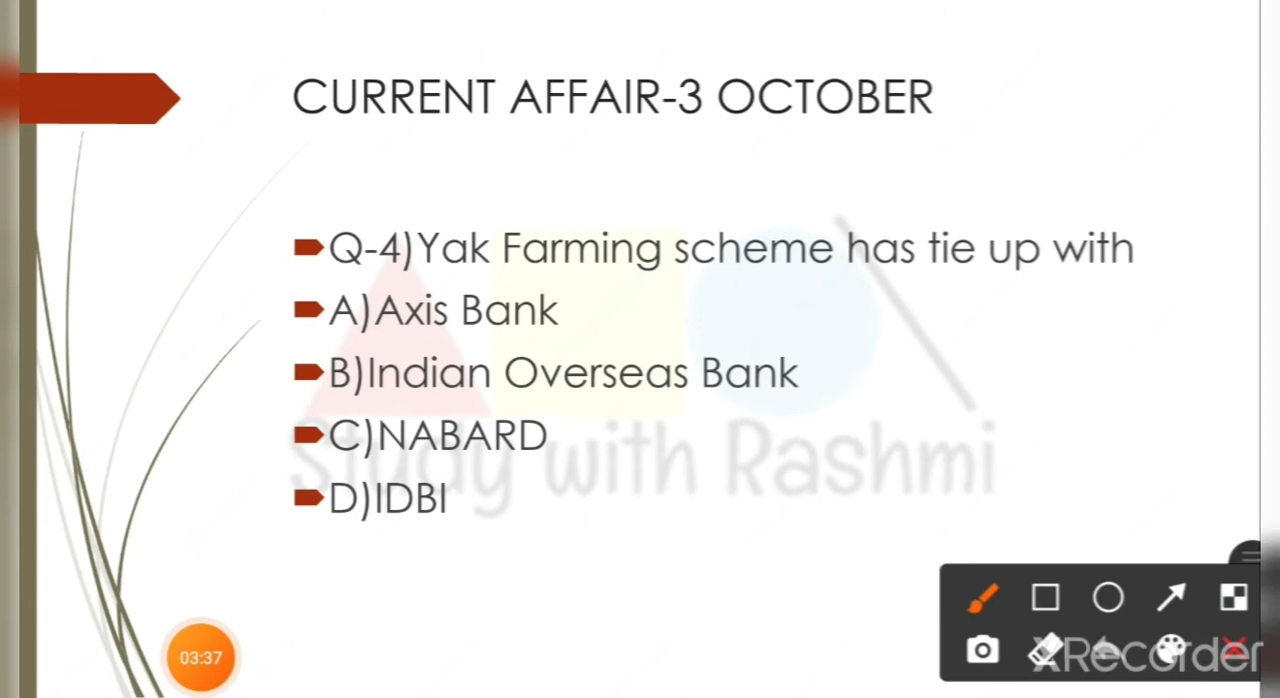 CURRENT AFFAIR-3 OCTOBER
Q-4)Yak Farming scheme has tie up with
A)Axis Bank
B)Indian Overseas Bank
C)NABARD
D)IDBI
Study with Rashmi
03:37
XRecorder